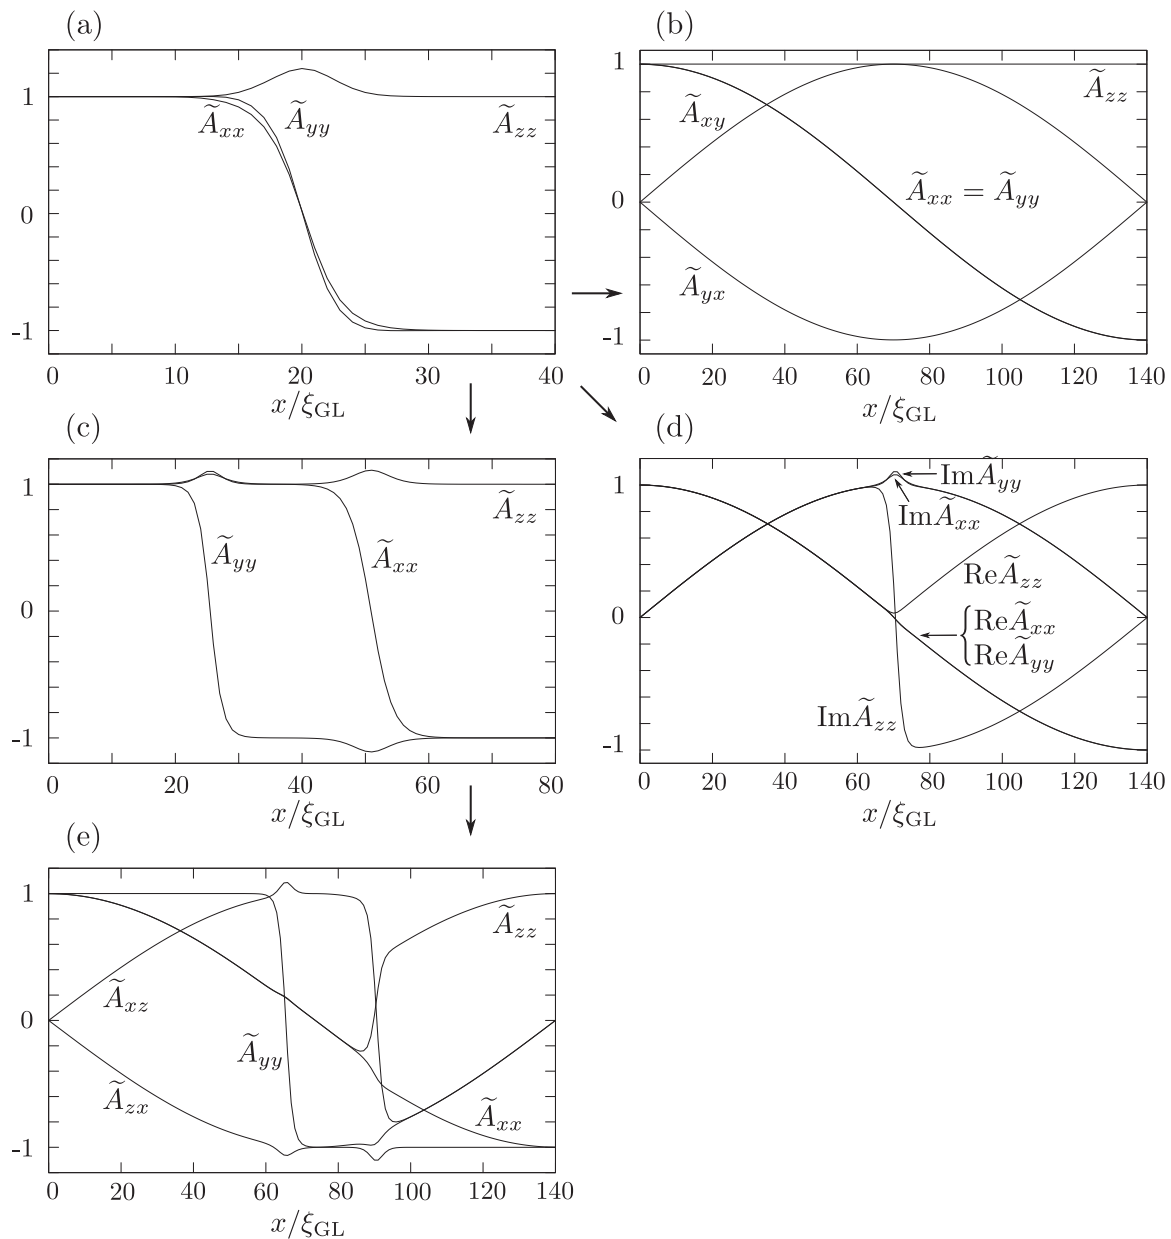 (a)
1
0
-1
0 10 20 30 40
x/ξ_GL
Ã_xx
Ã_yy
Ã_zz
(b)
1
0
-1
0 20 40 60 80 100 120 140
x/ξ_GL
Ã_xy
Ã_zz
Ã_xx = Ã_yy
Ã_yx
(c)
1
0
-1
0 20 40 60 80
x/ξ_GL
Ã_zz
Ã_yy
Ã_xx
(d)
1
0
-1
0 20 40 60 80 100 120 140
x/ξ_GL
ImÃ_yy
ImÃ_xx
ReÃ_zz
ReÃ_xx
ReÃ_yy
ImÃ_zz
(e)
1
0
-1
0 20 40 60 80 100 120 140
x/ξ_GL
Ã_zz
Ã_xz
Ã_yy
Ã_zx
Ã_xx